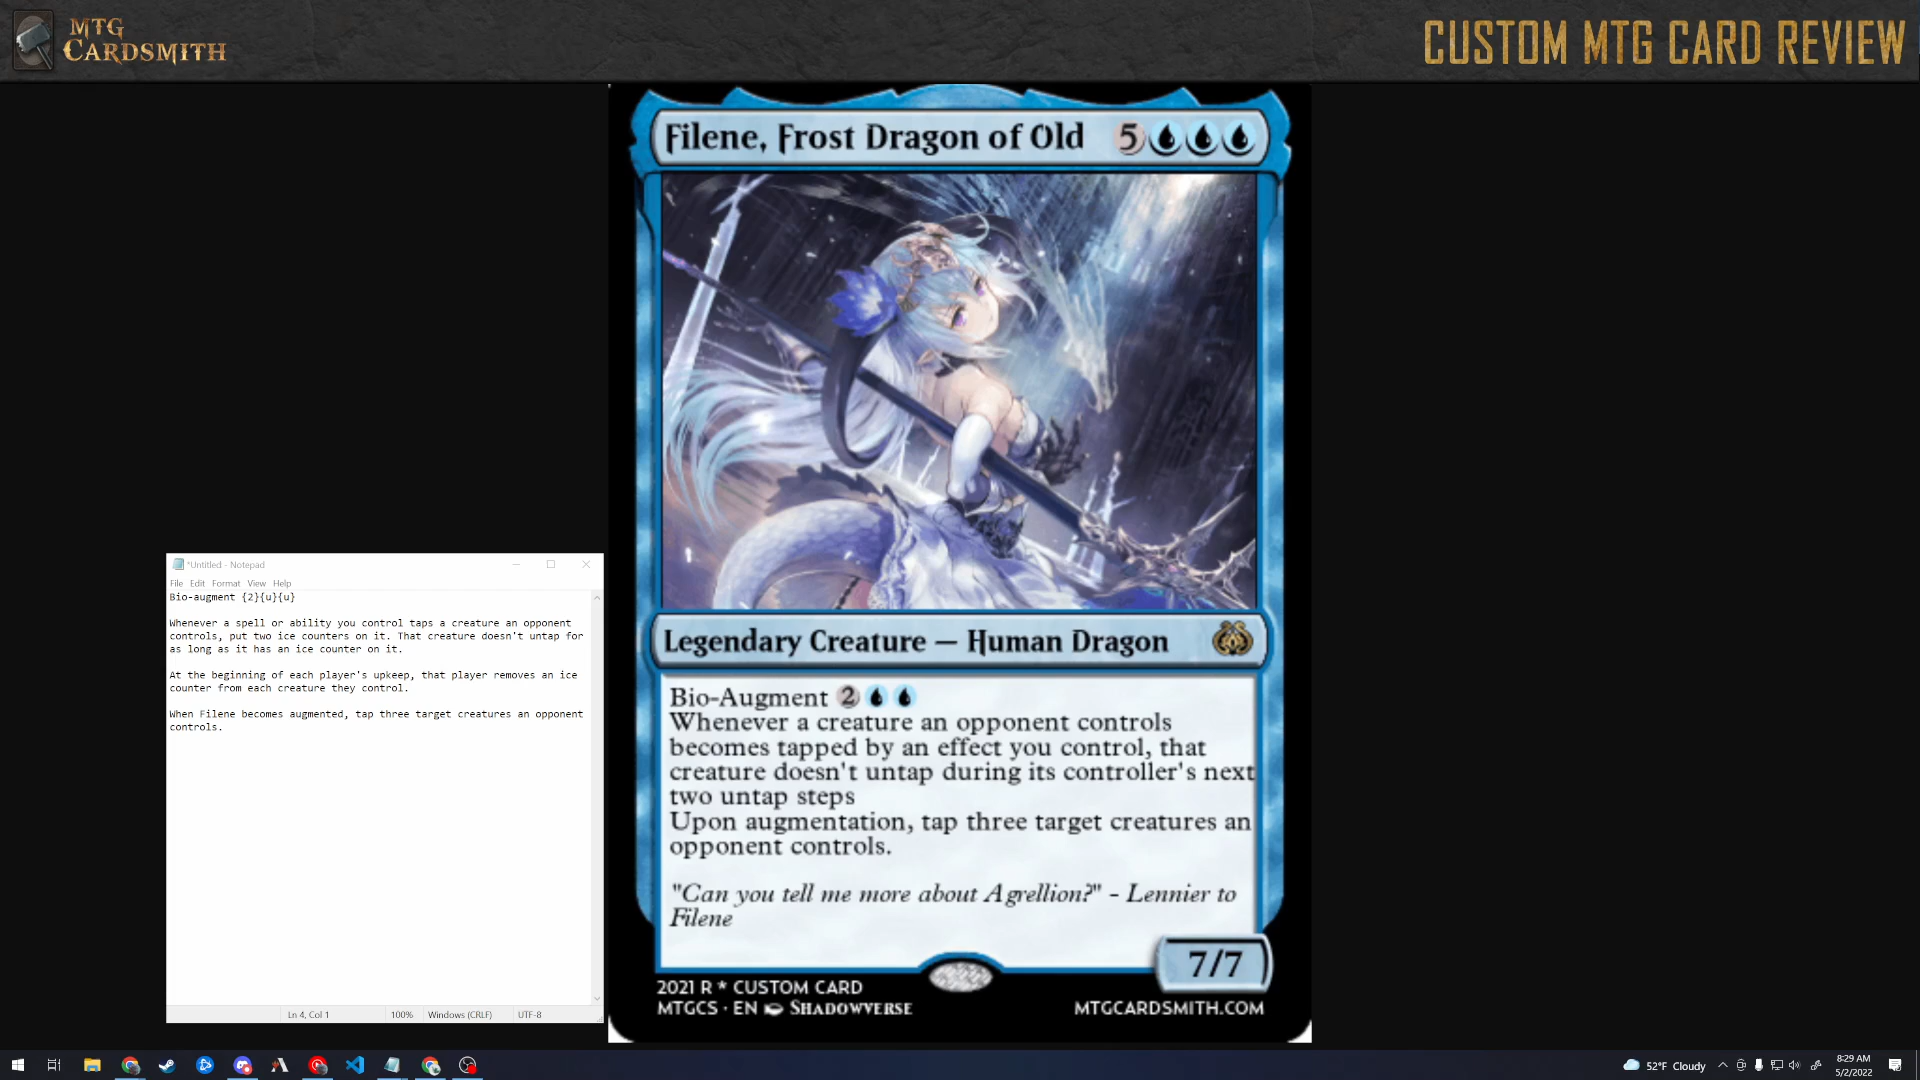 MTG
CARDSMITH
CUSTOM MTG CARD REVIEW
Filene, Frost Dragon of Old 5
Legendary Creature — Human Dragon
Bio-Augment 2
Whenever a creature an opponent controls
becomes tapped by an effect you control, that
creature doesn't untap during its controller's next
two untap steps
Upon augmentation, tap three target creatures an
opponent controls.
"Can you tell me more about Agrellion?" - Lennier to
Filene
7/7
2021 R * CUSTOM CARD
MTGCS · EN SHADOWVERSE
MTGCARDSMITH.COM
*Untitled - Notepad
File Edit Format View Help
Bio-augment {2}{u}{u}
Whenever a spell or ability you control taps a creature an opponent
controls, put two ice counters on it. That creature doesn't untap for
as long as it has an ice counter on it.
At the beginning of each player's upkeep, that player removes an ice
counter from each creature they control.
When Filene becomes augmented, tap three target creatures an opponent
controls.
Ln 4, Col 1 100% Windows (CRLF) UTF-8
52°F Cloudy
8:29 AM
5/2/2022